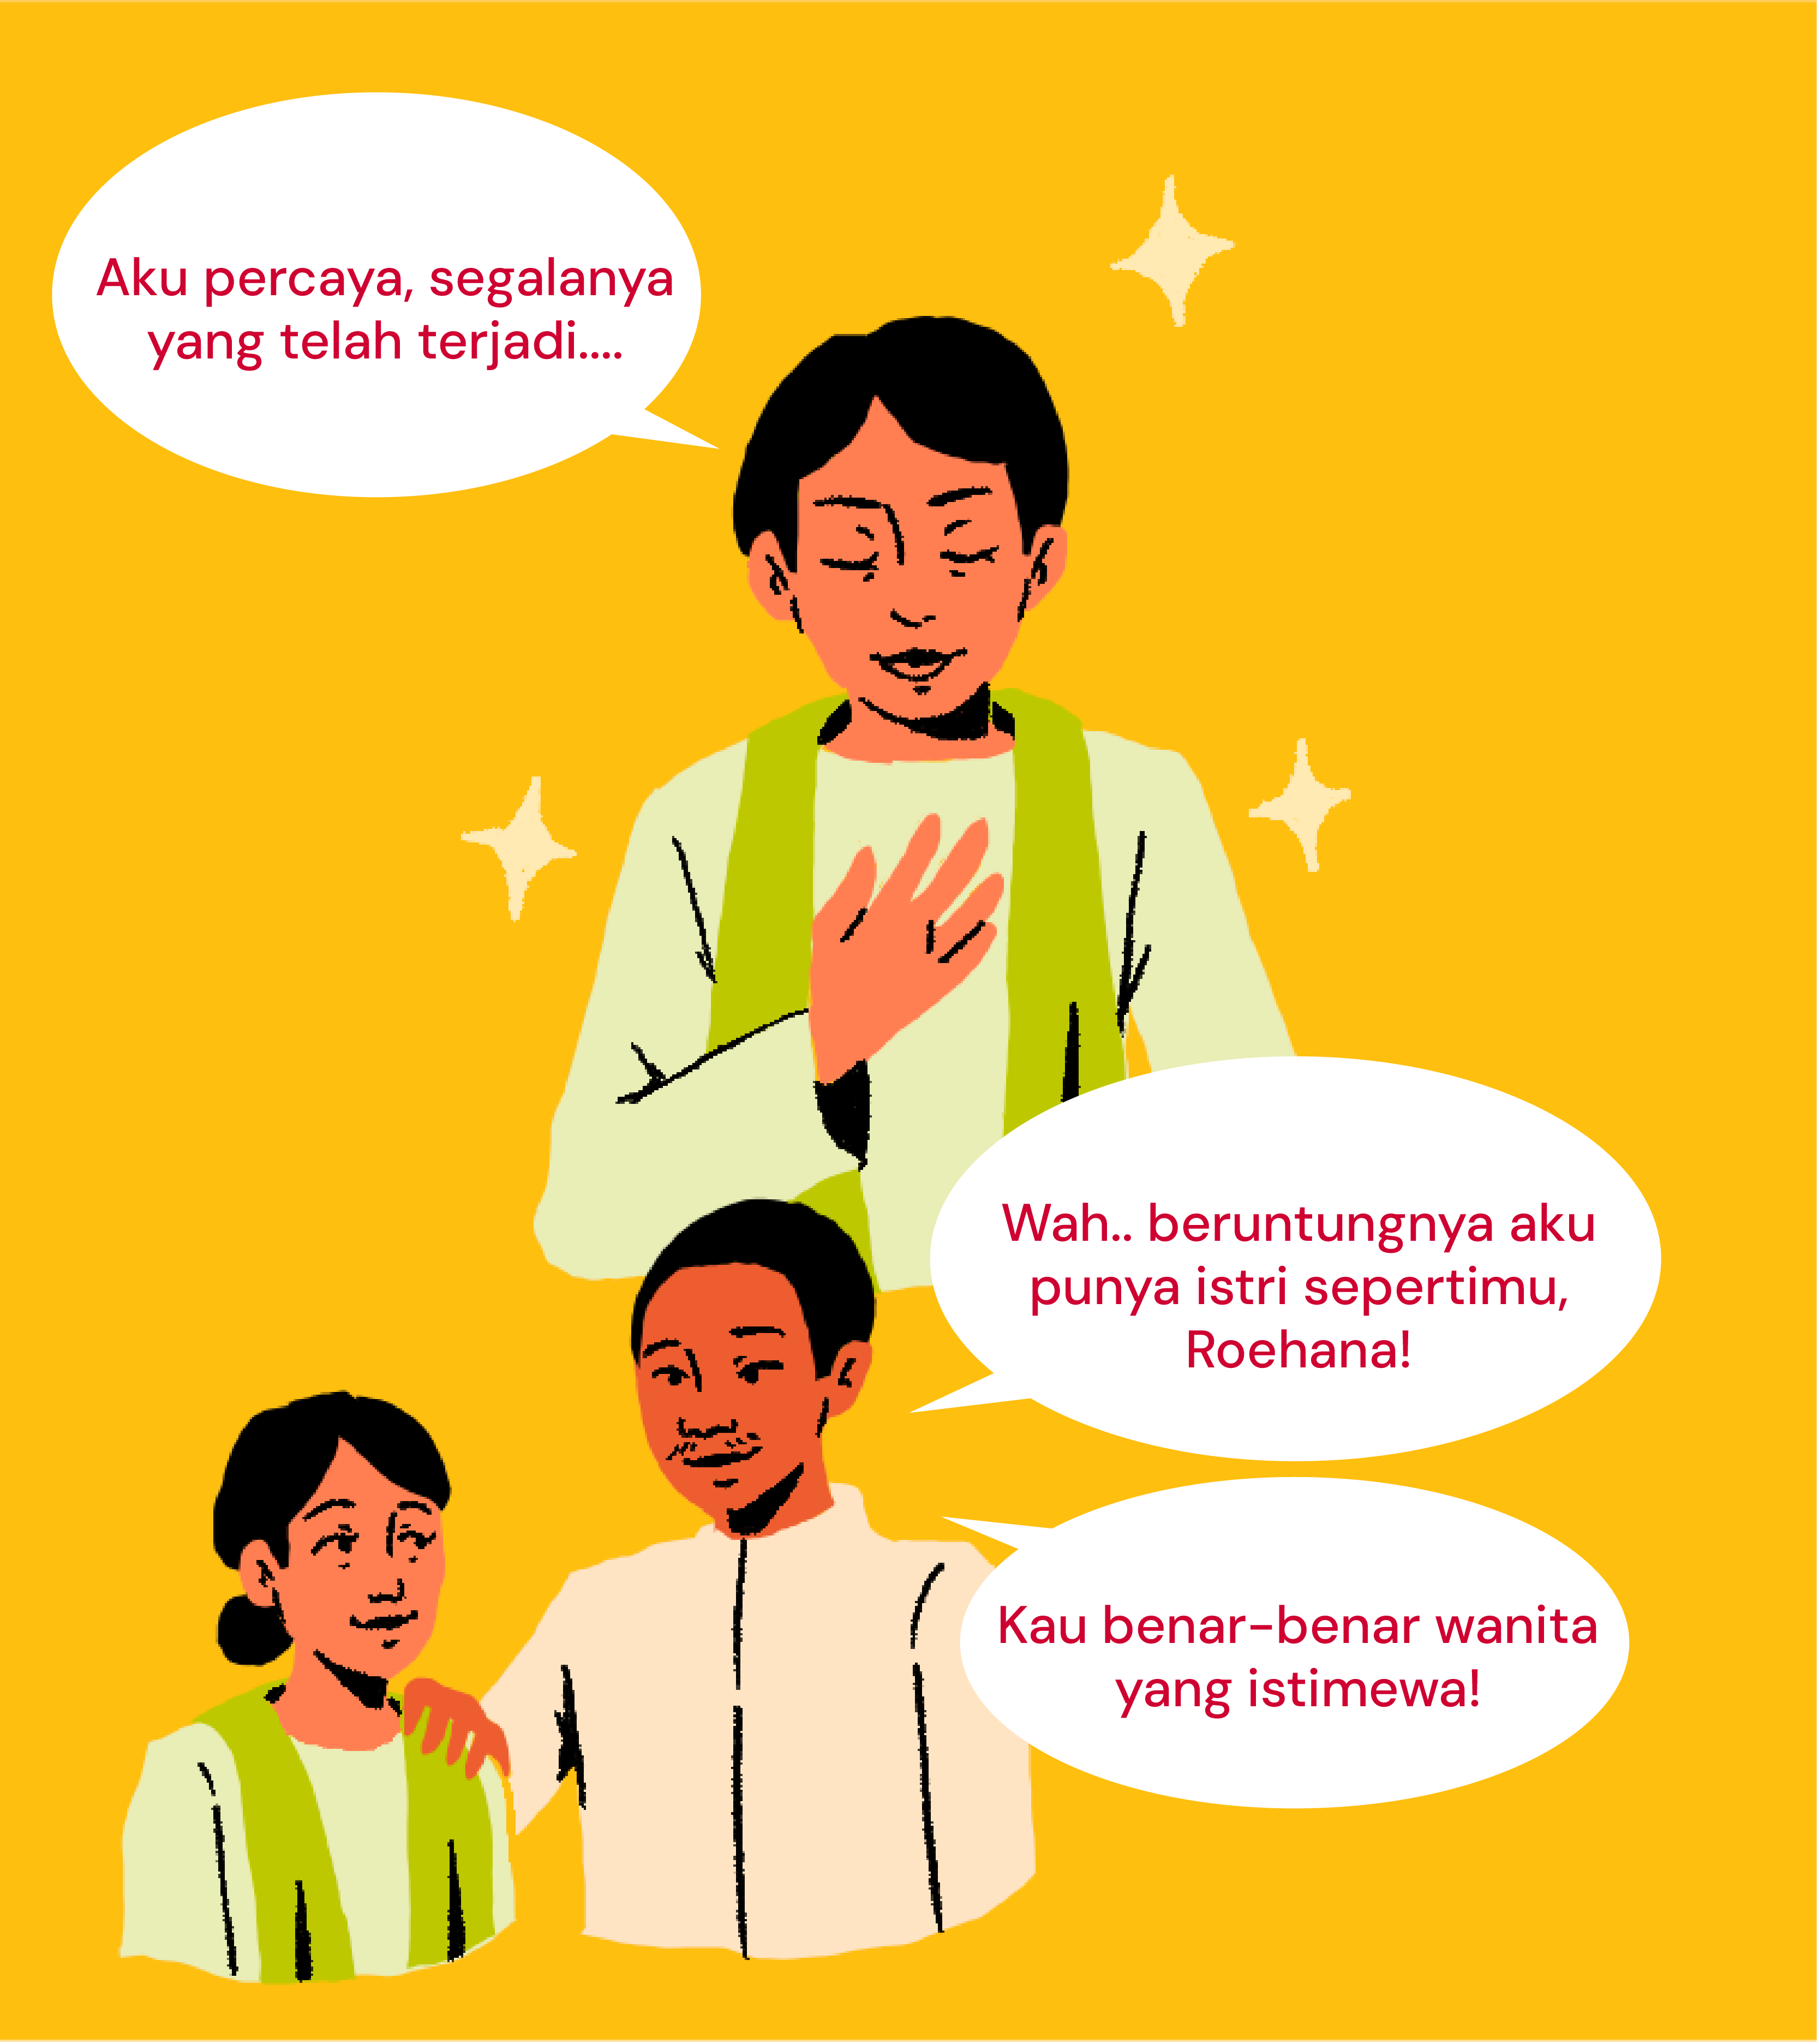 Aku percaya, segalanya
yang telah terjadi....
Wah.. beruntungnya aku
punya istri sepertimu,
Roehana!
Kau benar-benar wanita
yang istimewa!